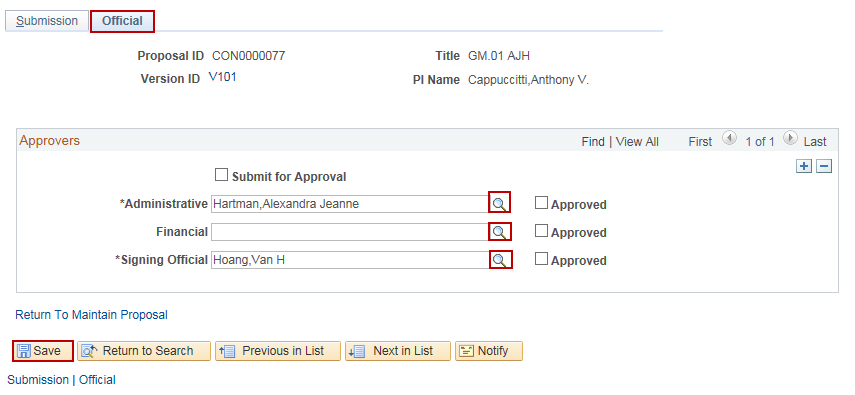 Submission Official
Proposal ID CON0000077 Title GM.01 AJH
Version ID V101 PI Name Cappuccitti,Anthony V.
Approvers Find | View All First 1 of 1 Last
Submit for Approval
*Administrative Hartman,Alexandra Jeanne Approved
Financial Approved
*Signing Official Hoang,Van H Approved
Return To Maintain Proposal
Save Return to Search Previous in List Next in List Notify
Submission | Official